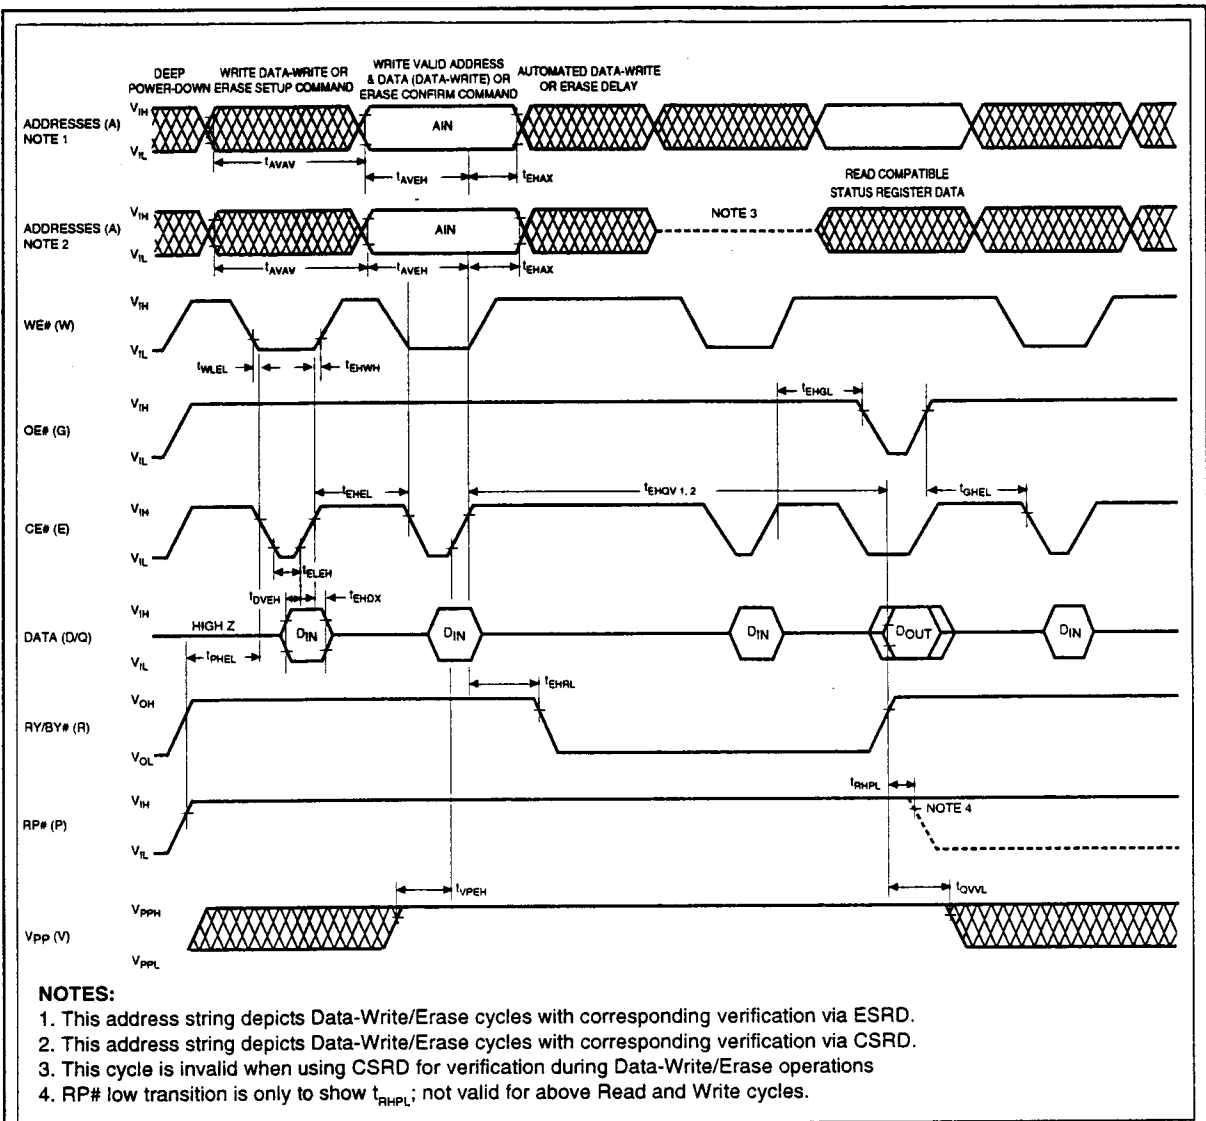 DEEP POWER-DOWN
WRITE DATA-WRITE OR ERASE SETUP COMMAND
WRITE VALID ADDRESS & DATA (DATA-WRITE) OR ERASE CONFIRM COMMAND
AUTOMATED DATA-WRITE OR ERASE DELAY
ADDRESSES (A) NOTE 1
VIH
VIL
AIN
tAVAV
tAVEH
tEHAX
READ COMPATIBLE STATUS REGISTER DATA
ADDRESSES (A) NOTE 2
VIH
VIL
AIN
NOTE 3
tAVAV
tAVEH
tEHAX
WE# (W)
VIH
VIL
tWLEL
tEHWH
OE# (G)
VIH
VIL
tEHGL
CE# (E)
VIH
VIL
tEHEL
tEHQV 1, 2
tGHEL
tELEH
tDVEH
tEHDX
DATA (D/Q)
VIH
VIL
HIGH Z
DIN
DIN
DIN
DOUT
DIN
tPHEL
tEHRL
RY/BY# (R)
VOH
VOL
tRHPL
RP# (P)
VIH
VIL
NOTE 4
tVPEH
tQVVL
VPP (V)
VPPH
VPPL
NOTES:
1. This address string depicts Data-Write/Erase cycles with corresponding verification via ESRD.
2. This address string depicts Data-Write/Erase cycles with corresponding verification via CSRD.
3. This cycle is invalid when using CSRD for verification during Data-Write/Erase operations
4. RP# low transition is only to show tRHPL; not valid for above Read and Write cycles.